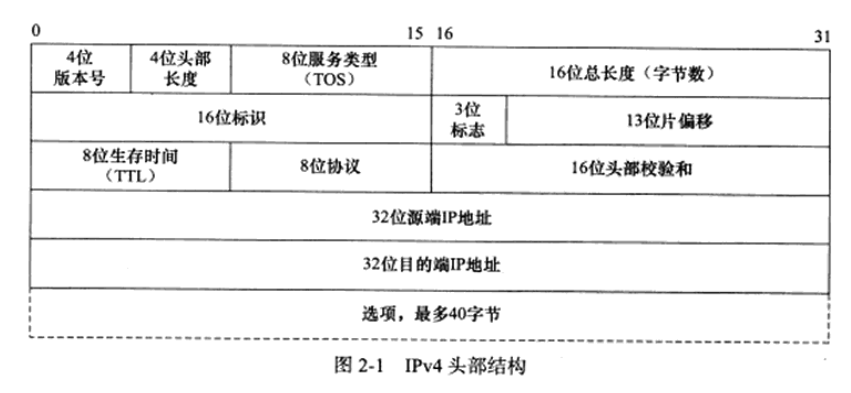 0 15 16 31
4位 4位头部 8位服务类型 16位总长度（字节数）
版本号 长度 （TOS）
16位标识 3位 13位片偏移
标志
8位生存时间 8位协议 16位头部校验和
（TTL）
32位源端IP地址
32位目的端IP地址
选项，最多40字节
图 2-1 IPv4 头部结构